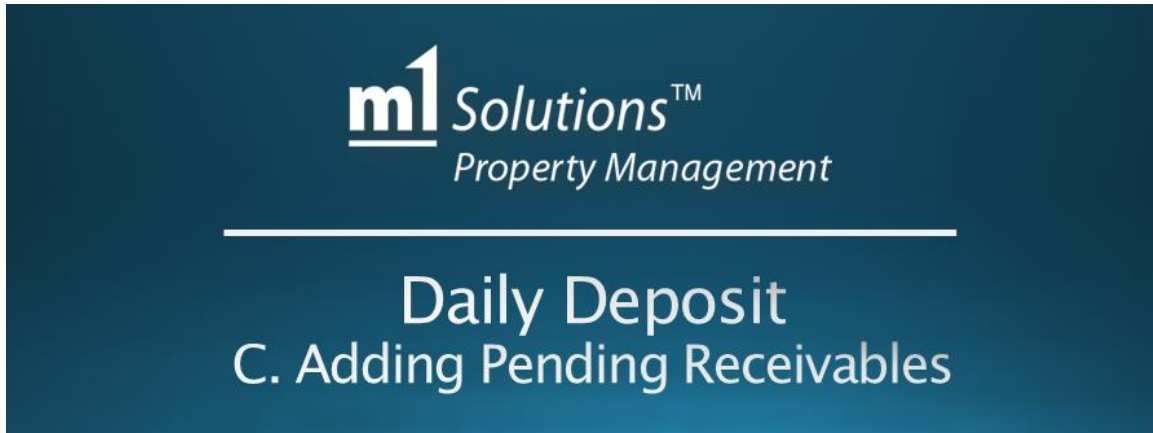 m1 Solutions™
Property Management
Daily Deposit
C. Adding Pending Receivables